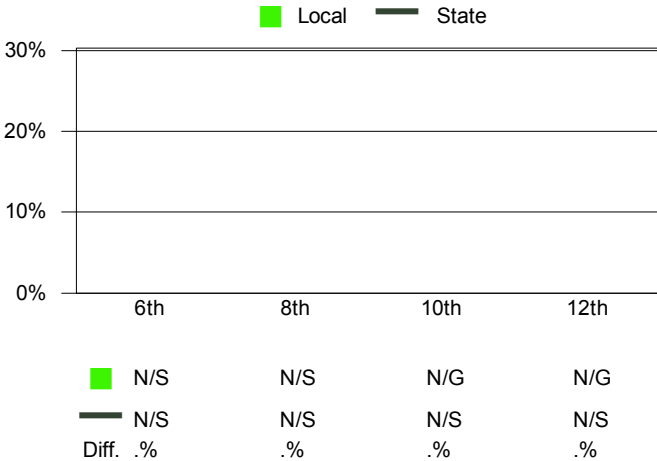 Local State
30%
20%
10%
0%
6th 8th 10th 12th
N/S N/S N/G N/G
N/S N/S N/S N/S
Diff. .% .% .% .%